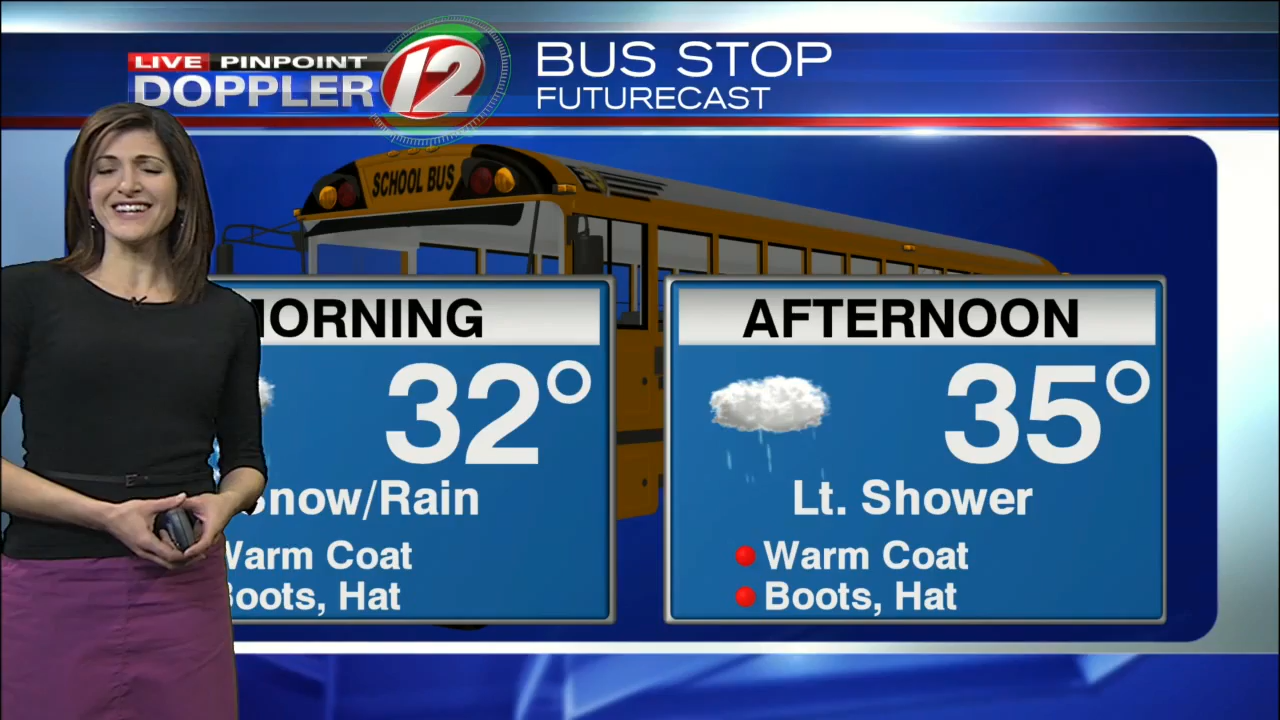 LIVE PINPOINT
DOPPLER 12
BUS STOP
FUTURECAST
SCHOOL BUS
MORNING
32°
Snow/Rain
Warm Coat
Boots, Hat
AFTERNOON
35°
Lt. Shower
Warm Coat
Boots, Hat